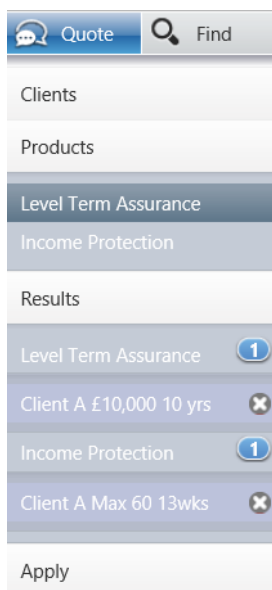 Quote Find
Clients
Products
Level Term Assurance
Income Protection
Results
Level Term Assurance 1
Client A £10,000 10 yrs
Income Protection 1
Client A Max 60 13wks
Apply